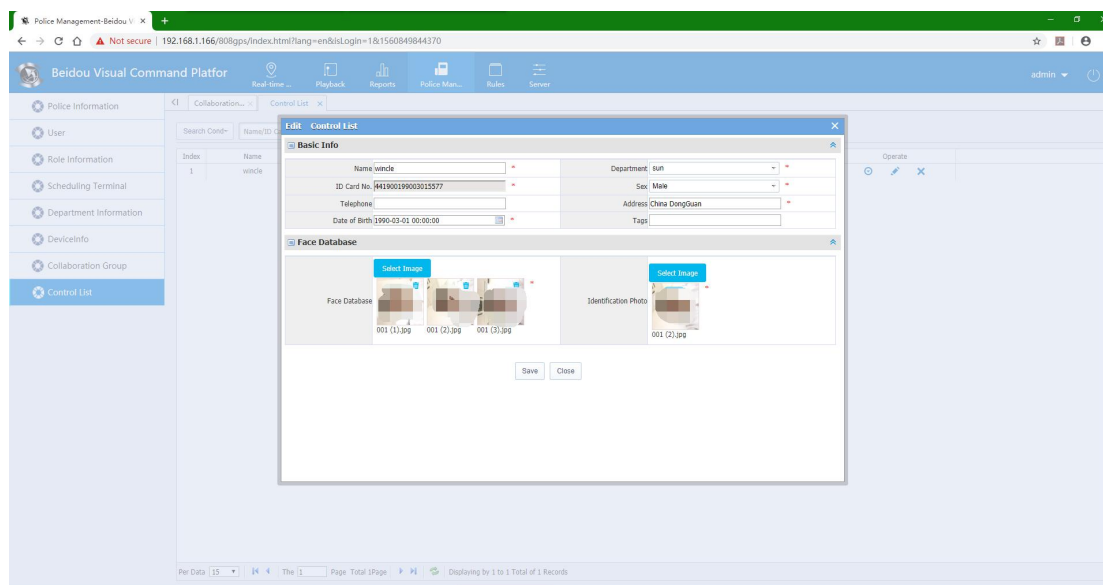 Police Management-Beidou V
Not secure | 192.168.1.166/808gps/index.html?lang=en&isLogin=1&1560849844370
Beidou Visual Command Platfor
Real-time ... Playback Reports Police Man... Rules Server
admin
Police Information
User
Role Information
Scheduling Terminal
Department Information
DeviceInfo
Collaboration Group
Control List
Collaboration... Control List
Search Cond Name/ID C
Index Name Operate
1 wincle
Edit Control List
Basic Info
Name wincle * Department sun *
ID Card No. 441900199003015577 * Sex Male *
Telephone Address China DongGuan *
Date of Birth 1990-03-01 00:00:00 * Tags
Face Database
Select Image Select Image
Face Database * Identification Photo *
001 (1).jpg 001 (2).jpg 001 (3).jpg 001 (2).jpg
Save Close
Per Data 15 The 1 Page Total 1Page Displaying by 1 to 1 Total of 1 Records